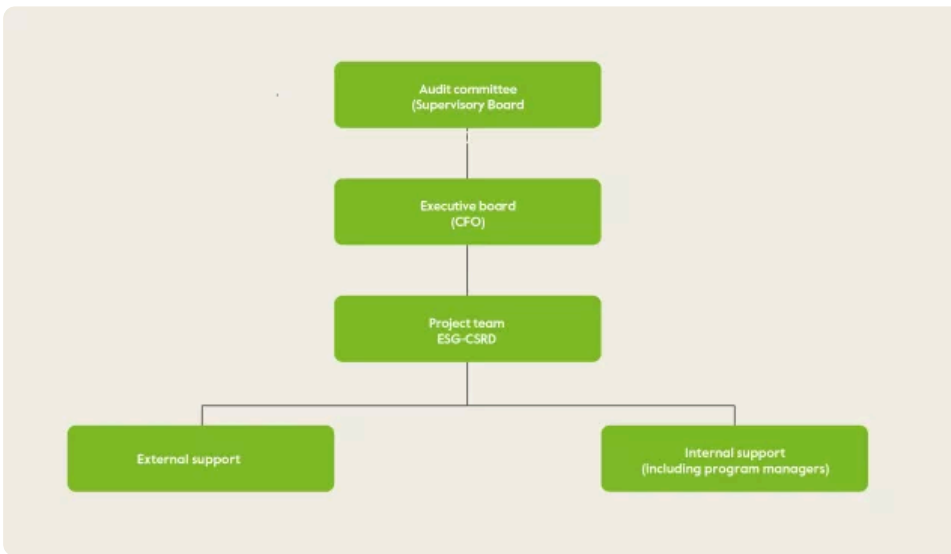 Audit committee
(Supervisory Board
Executive board
(CFO)
Project team
ESG-CSRD
External support
Internal support
(including program managers)